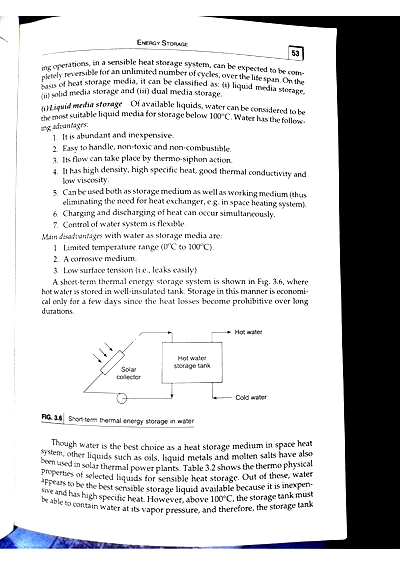 ENERGY STORAGE
53
ing operations, in a sensible heat storage system, can be expected to be com-
pletely reversible for an unlimited number of cycles, over the life span. On the
basis of heat storage media, it can be classified as: (i) liquid media storage,
(ii) solid media storage and (iii) dual media storage.
(i) Liquid media storage Of available liquids, water can be considered to be
the most suitable liquid media for storage below 100°C. Water has the follow-
ing advantages:
1. It is abundant and inexpensive.
2. Easy to handle, non-toxic and non-combustible.
3. Its flow can take place by thermo-siphon action.
4. It has high density, high specific heat, good thermal conductivity and
low viscosity.
5. Can be used both as storage medium as well as working medium (thus
eliminating the need for heat exchanger, e.g. in space heating system).
6 Charging and discharging of heat can occur simultaneously.
7. Control of water system is flexible.
Main disadvantages with water as storage media are:
1 Limited temperature range (0°C to 100°C).
2. A corrosive medium.
3. Low surface tension (i.e., leaks easily)
A short-term thermal energy storage system is shown in Fig. 3.6, where
hot water is stored in well-insulated tank. Storage in this manner is economi-
cal only for a few days since the heat losses become prohibitive over long
durations.
Hot water
Hot water
storage tank
Solar
collector
Cold water
FIG. 3.6 Short-term thermal energy storage in water
Though water is the best choice as a heat storage medium in space heat
system, other liquids such as oils, liquid metals and molten salts have also
been used in solar thermal power plants. Table 3.2 shows the thermo physical
properties of selected liquids for sensible heat storage. Out of these, water
appears to be the best sensible storage liquid available because it is inexpen-
sive and has high specific heat. However, above 100°C, the storage tank must
be able to contain water at its vapor pressure, and therefore, the storage tank